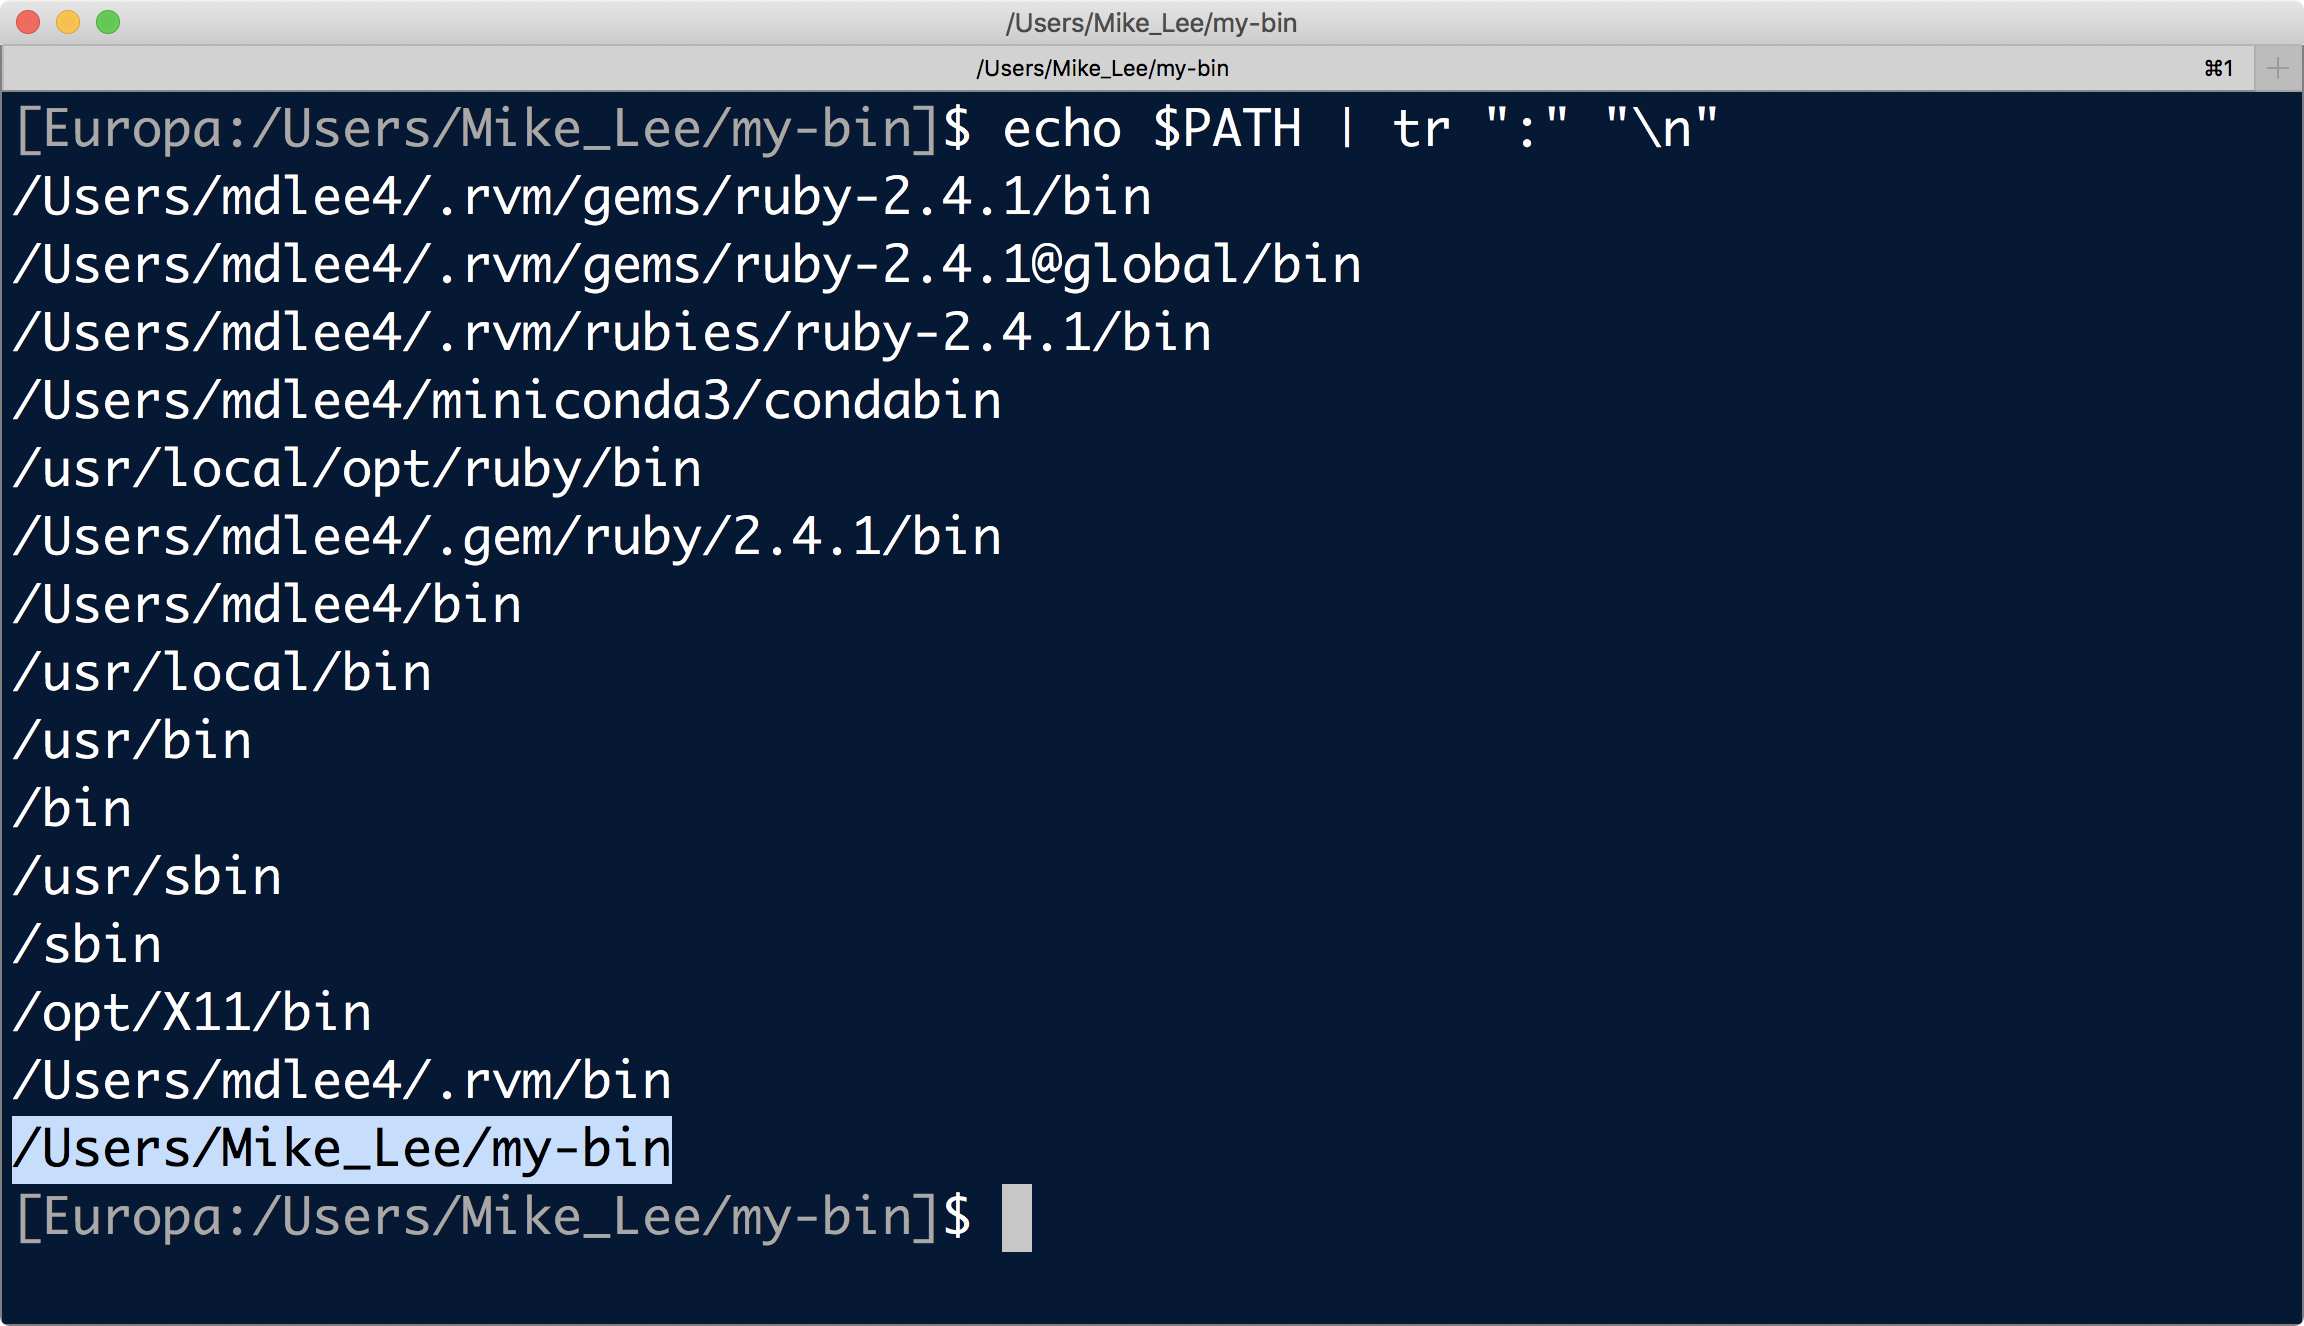 /Users/Mike_Lee/my-bin
/Users/Mike_Lee/my-bin ⌘1
[Europa:/Users/Mike_Lee/my-bin]$ echo $PATH | tr ":" "\n"
/Users/mdlee4/.rvm/gems/ruby-2.4.1/bin
/Users/mdlee4/.rvm/gems/ruby-2.4.1@global/bin
/Users/mdlee4/.rvm/rubies/ruby-2.4.1/bin
/Users/mdlee4/miniconda3/condabin
/usr/local/opt/ruby/bin
/Users/mdlee4/.gem/ruby/2.4.1/bin
/Users/mdlee4/bin
/usr/local/bin
/usr/bin
/bin
/usr/sbin
/sbin
/opt/X11/bin
/Users/mdlee4/.rvm/bin
/Users/Mike_Lee/my-bin
[Europa:/Users/Mike_Lee/my-bin]$